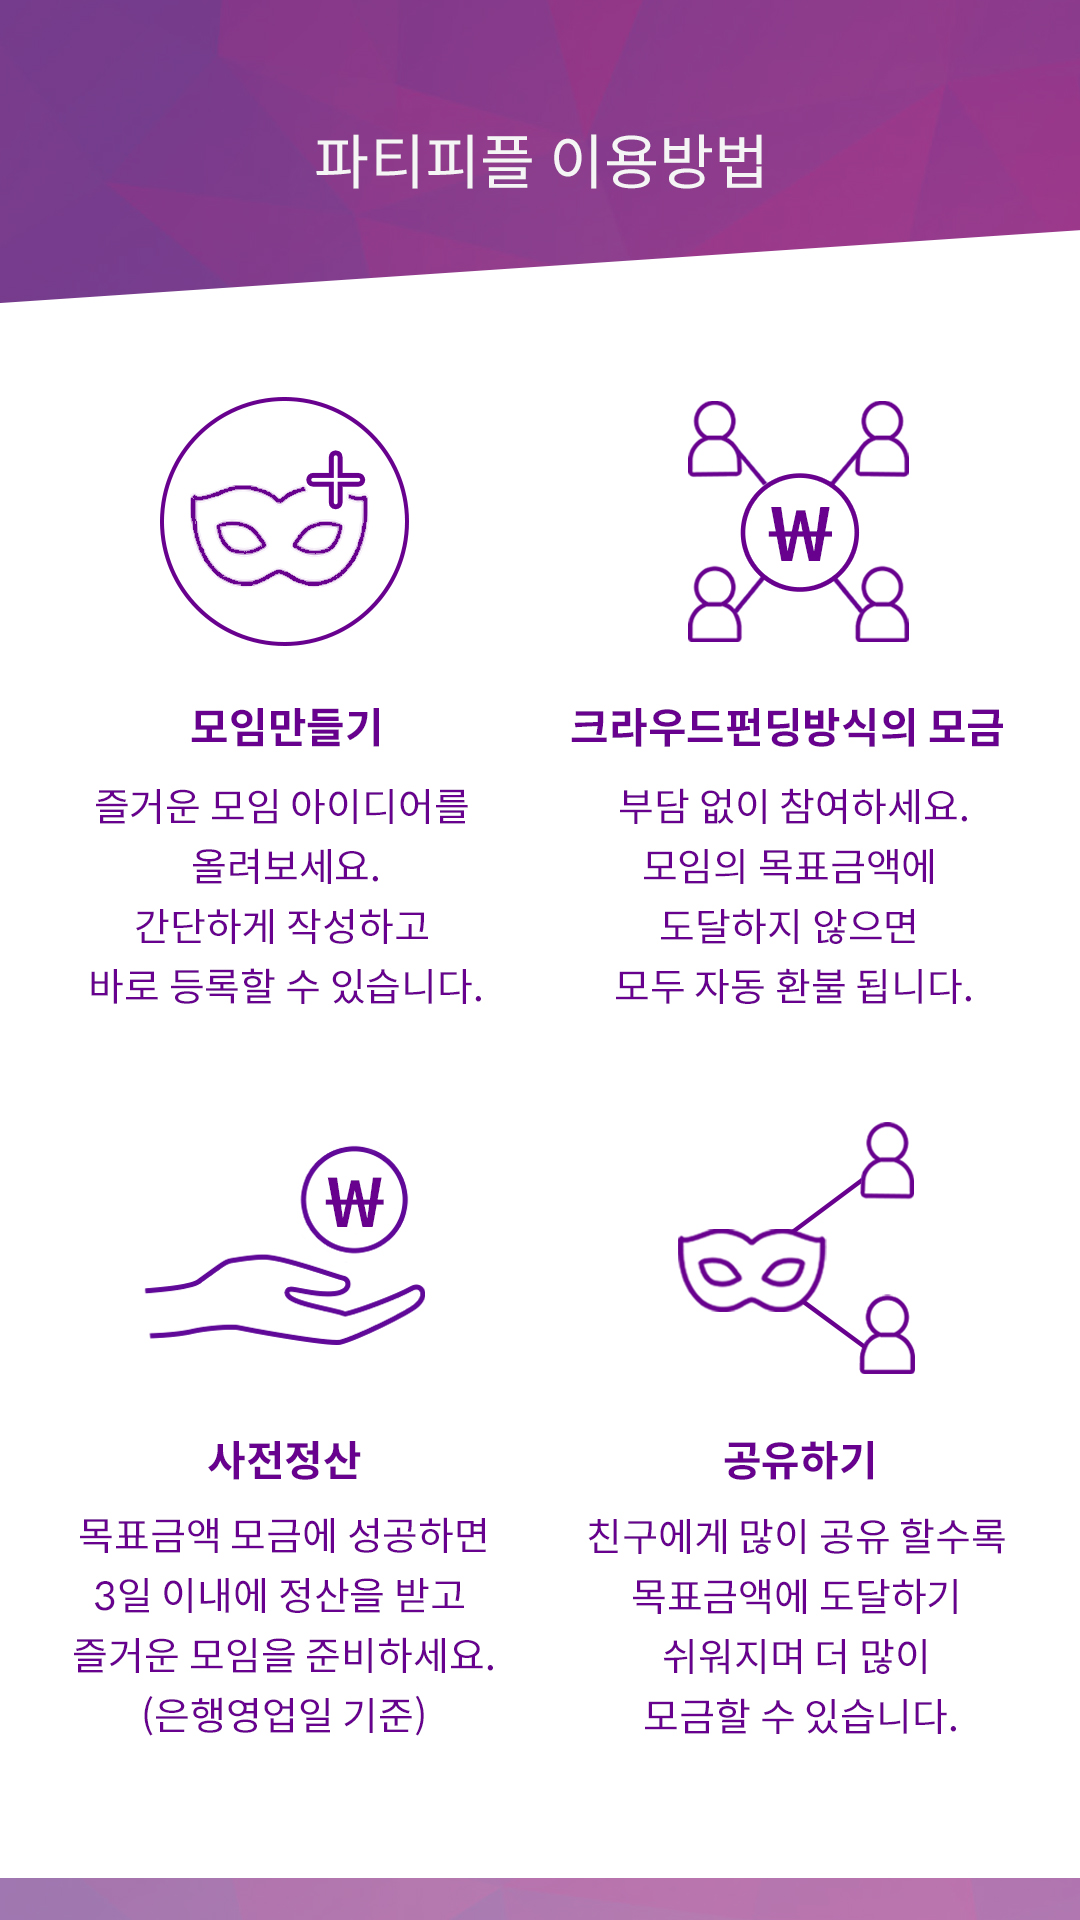 파티피플 이용방법
모임만들기
즐거운 모임 아이디어를
올려보세요.
간단하게 작성하고
바로 등록할 수 있습니다.
₩
크라우드펀딩방식의 모금
부담 없이 참여하세요.
모임의 목표금액에
도달하지 않으면
모두 자동 환불 됩니다.
₩
사전정산
목표금액 모금에 성공하면
3일 이내에 정산을 받고
즐거운 모임을 준비하세요.
(은행영업일 기준)
공유하기
친구에게 많이 공유 할수록
목표금액에 도달하기
쉬워지며 더 많이
모금할 수 있습니다.